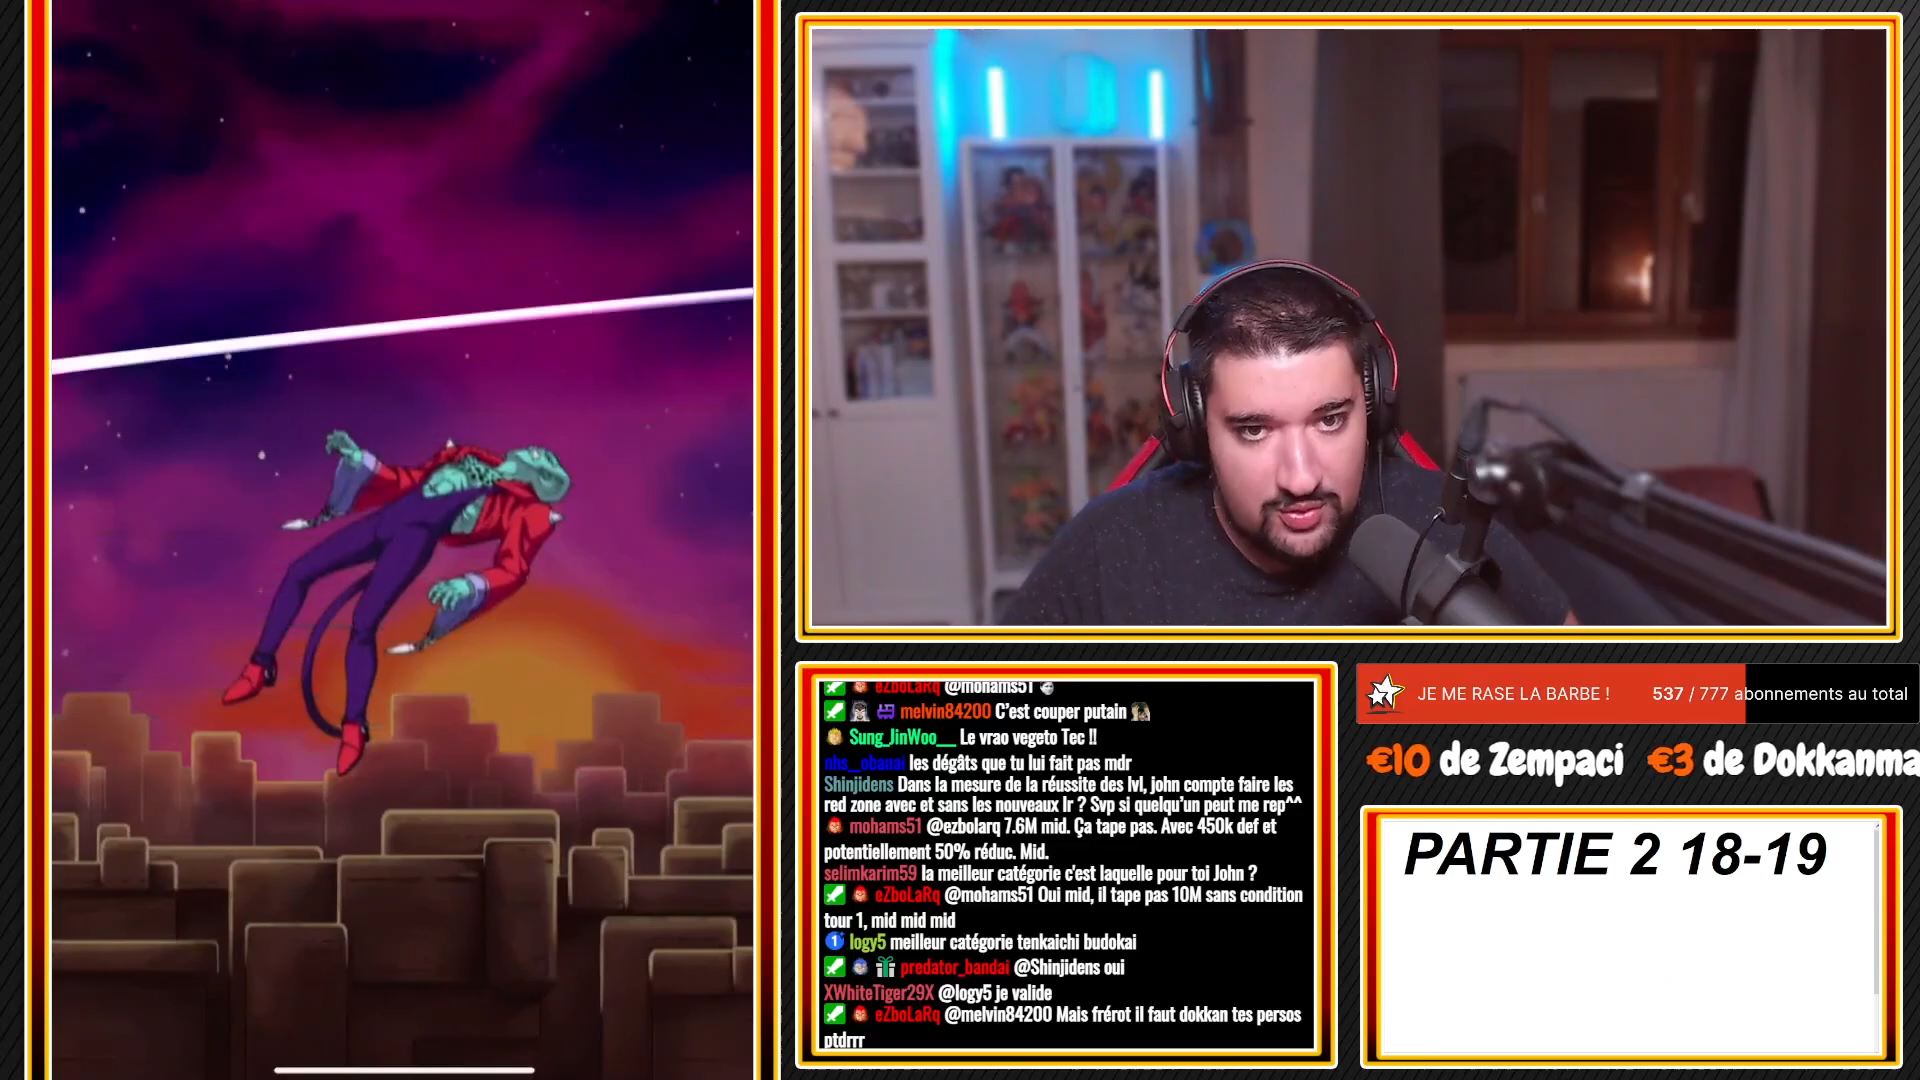 eZboLaRq @mohams51
melvin84200 C'est couper putain
Sung_JinWoo__ Le vrao vegeto Tec !!
nhs__obanai les dégâts que tu lui fait pas mdr
Shinjidens Dans la mesure de la réussite des lvl, john compte faire les
red zone avec et sans les nouveaux lr ? Svp si quelqu'un peut me rep^^
mohams51 @ezbolarq 7.6M mid. Ça tape pas. Avec 450k def et
potentiellement 50% réduc. Mid.
selimkarim59 la meilleur catégorie c'est laquelle pour toi John ?
eZboLaRq @mohams51 Oui mid, il tape pas 10M sans condition
tour 1, mid mid mid
1 logy5 meilleur catégorie tenkaichi budokai
predator_bandai @Shinjidens oui
XWhiteTiger29X @logy5 je valide
eZboLaRq @melvin84200 Mais frérot il faut dokkan tes persos
ptdrrr
JE ME RASE LA BARBE ! 537 / 777 abonnements au total
€10 de Zempaci €3 de Dokkanma
PARTIE 2 18-19